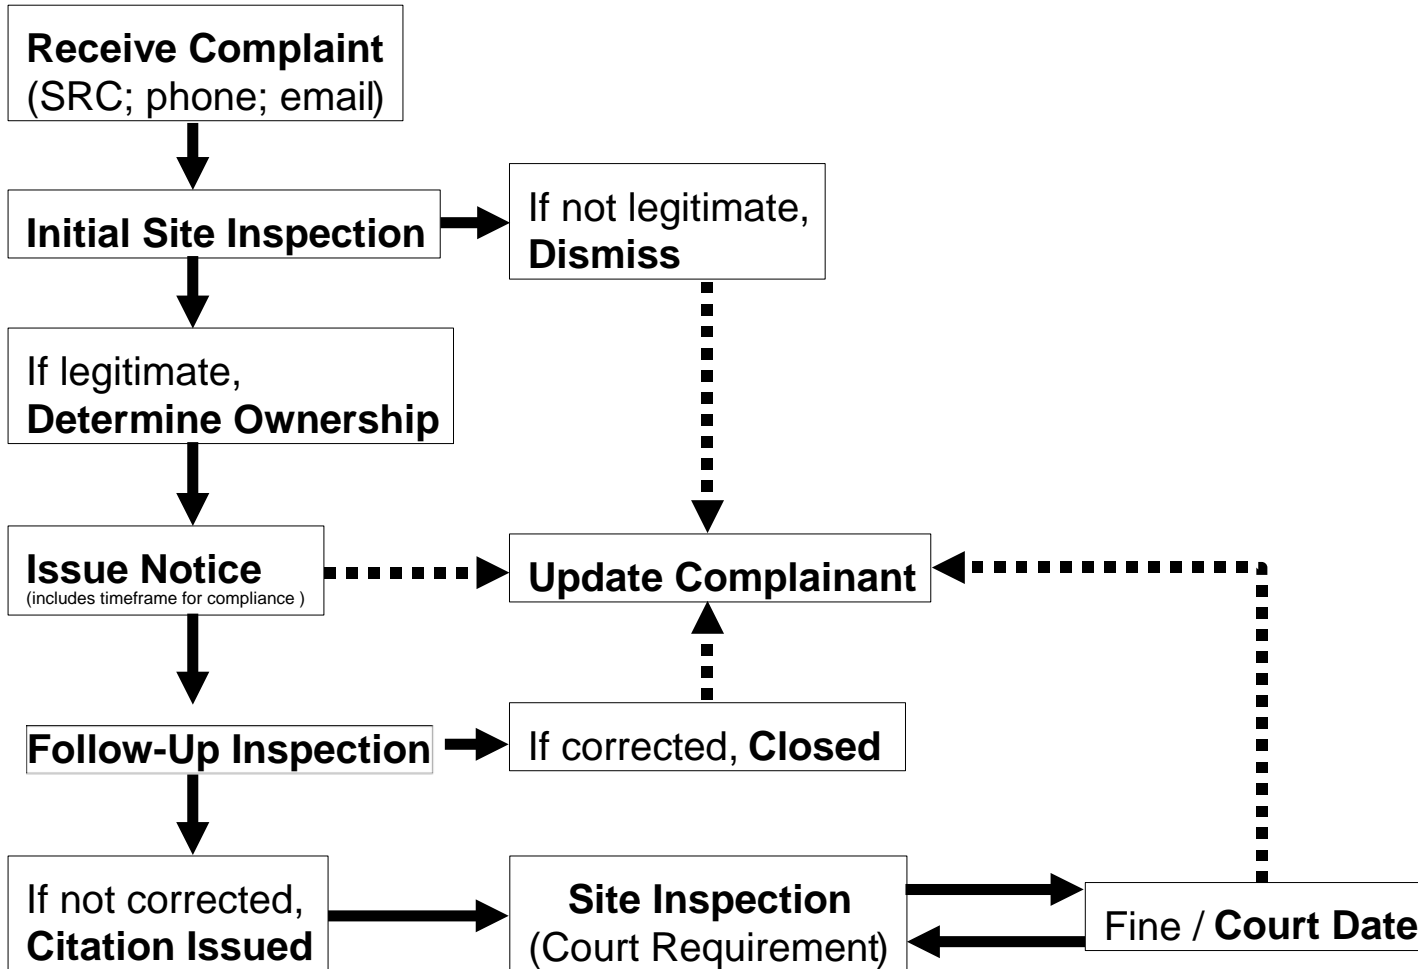 Receive Complaint
(SRC; phone; email)
Initial Site Inspection
If not legitimate,
Dismiss
If legitimate,
Determine Ownership
Issue Notice
(includes timeframe for compliance )
Update Complainant
Follow-Up Inspection
If corrected, Closed
If not corrected,
Citation Issued
Site Inspection
(Court Requirement)
Fine / Court Date